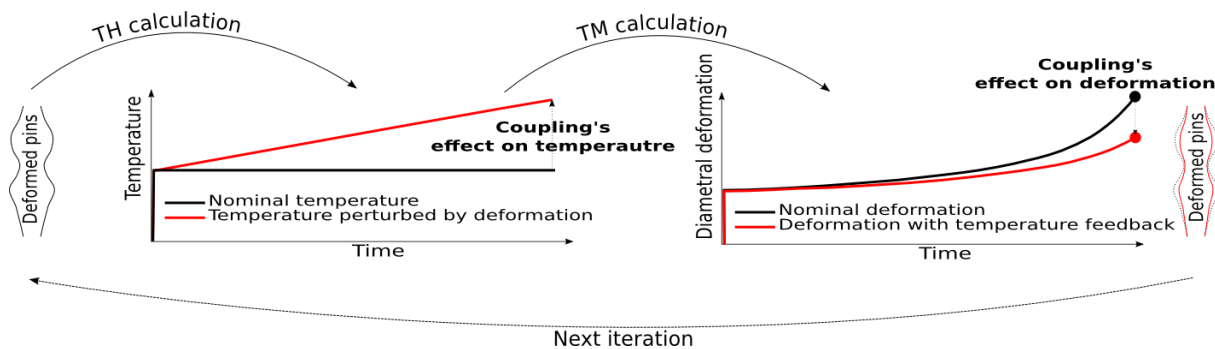 TH calculation
TM calculation
Deformed pins
Temperature
Coupling's
effect on temperautre
Nominal temperature
Temperature perturbed by deformation
Time
Diametral deformation
Coupling's
effect on deformation
Nominal deformation
Deformation with temperature feedback
Time
Deformed pins
Next iteration